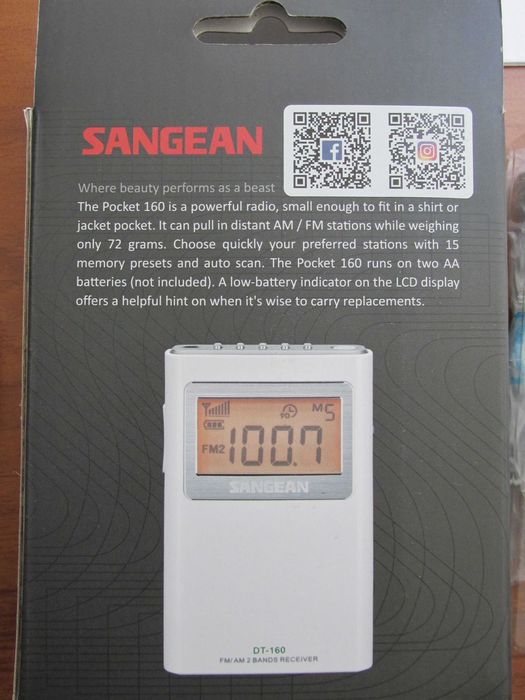 SANGEAN
Where beauty performs as a beast
The Pocket 160 is a powerful radio, small enough to fit in a shirt or
jacket pocket. It can pull in distant AM / FM stations while weighing
only 72 grams. Choose quickly your preferred stations with 15
memory presets and auto scan. The Pocket 160 runs on two AA
batteries (not included). A low-battery indicator on the LCD display
offers a helpful hint on when it's wise to carry replacements.
90 M5
FM2 100.7
SANGEAN
DT-160
FM/AM 2 BANDS RECEIVER